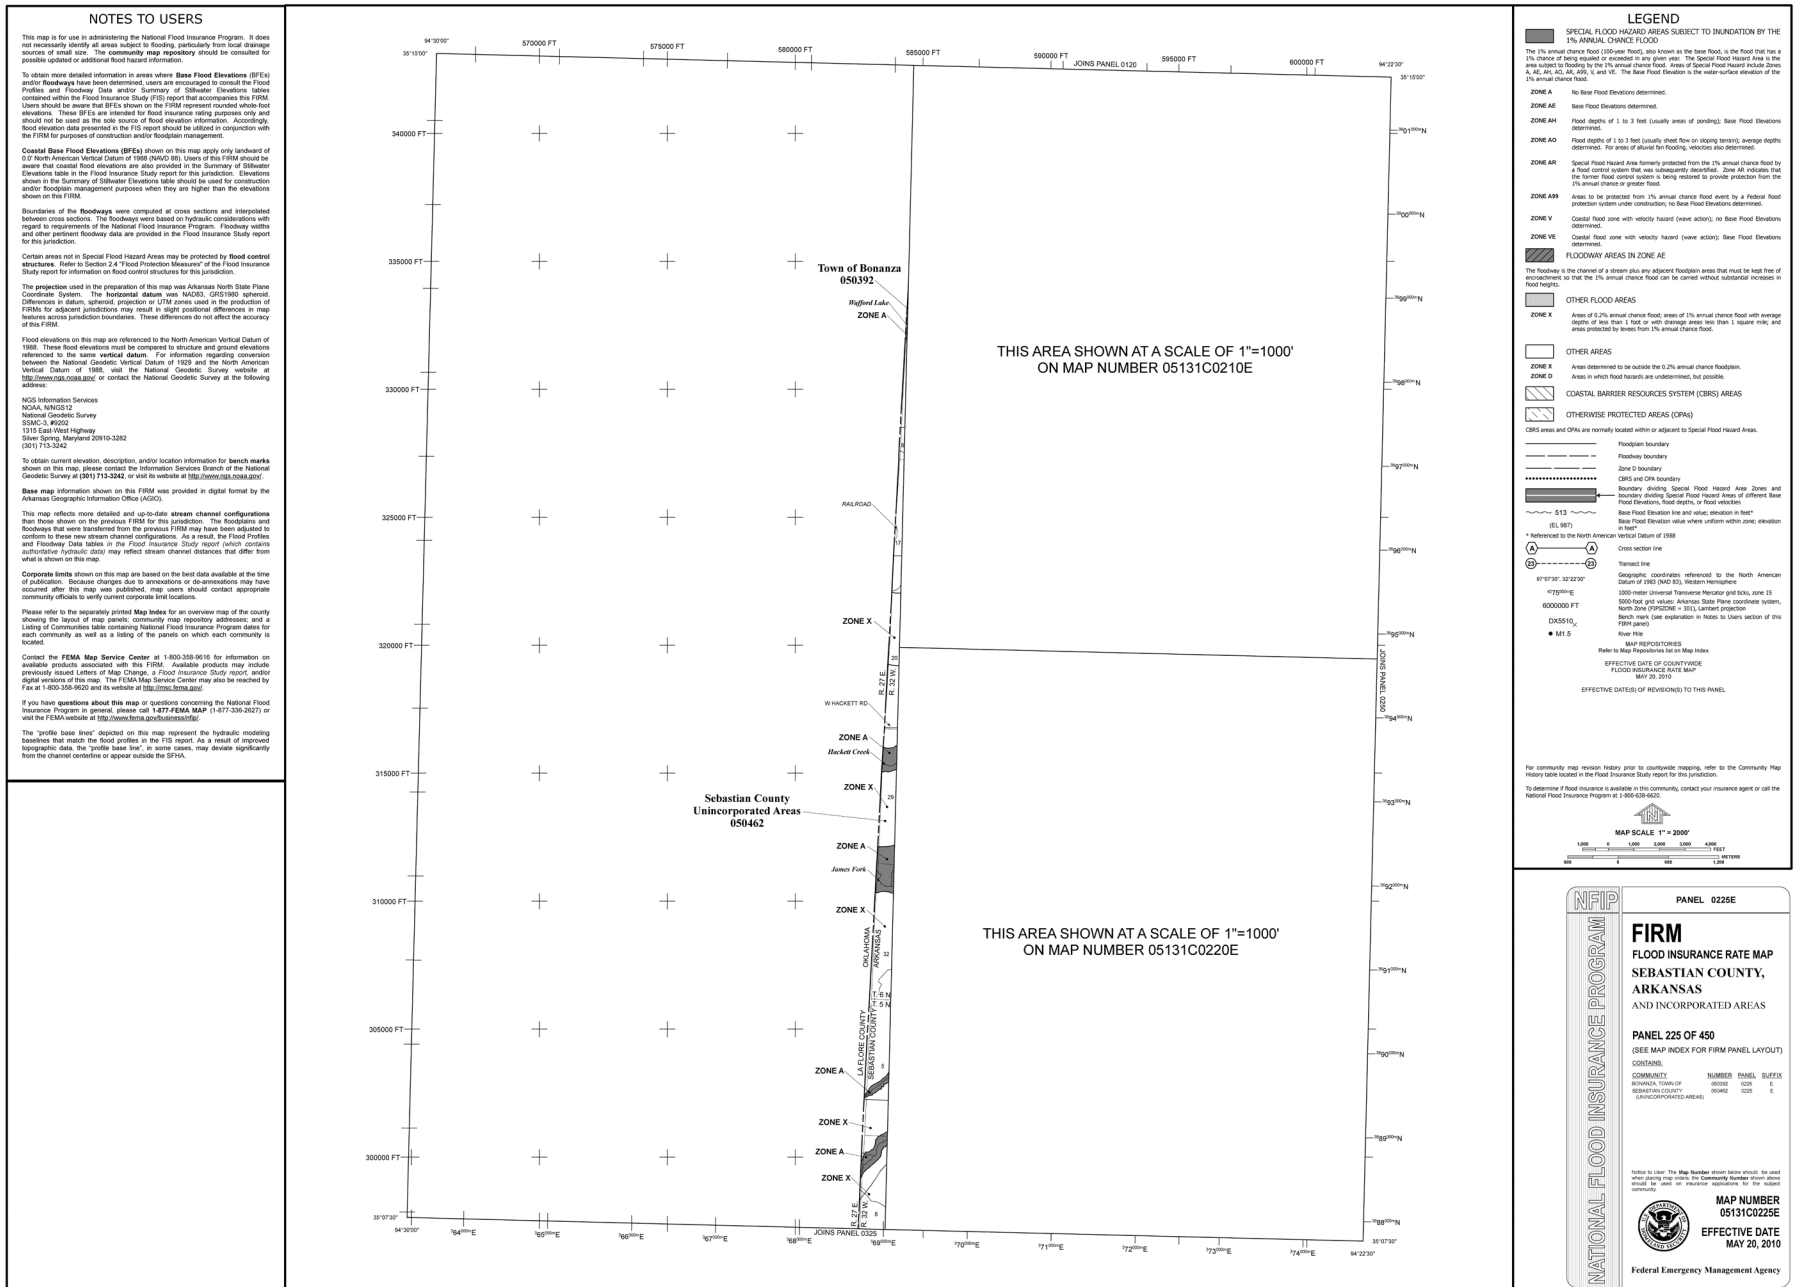 NOTES TO USERS
This map is for use in administering the National Flood Insurance Program. It does
not necessarily identify all areas subject to flooding, particularly from local drainage
sources of small size. The community map repository should be consulted for
possible updated or additional flood hazard information.
To obtain more detailed information in areas where Base Flood Elevations (BFEs)
and/or floodways have been determined, users are encouraged to consult the Flood
Profiles and Floodway Data and/or Summary of Stillwater Elevations tables
contained within the Flood Insurance Study (FIS) report that accompanies this FIRM.
Users should be aware that BFEs shown on the FIRM represent rounded whole-foot
elevations. These BFEs are intended for flood insurance rating purposes only and
should not be used as the sole source of flood elevation information. Accordingly,
flood elevation data presented in the FIS report should be utilized in conjunction with
the FIRM for purposes of construction and/or floodplain management.
Coastal Base Flood Elevations (BFEs) shown on this map apply only landward of
0.0' North American Vertical Datum of 1988 (NAVD 88). Users of this FIRM should be
aware that coastal flood elevations are also provided in the Summary of Stillwater
Elevations table in the Flood Insurance Study report for this jurisdiction. Elevations
shown in the Summary of Stillwater Elevations table should be used for construction
and/or floodplain management purposes when they are higher than the elevations
shown on this FIRM.
Boundaries of the floodways were computed at cross sections and interpolated
between cross sections. The floodways were based on hydraulic considerations with
regard to requirements of the National Flood Insurance Program. Floodway widths
and other pertinent floodway data are provided in the Flood Insurance Study report
for this jurisdiction.
Certain areas not in Special Flood Hazard Areas may be protected by flood control
structures. Refer to Section 2.4 "Flood Protection Measures" of the Flood Insurance
Study report for information on flood control structures for this jurisdiction.
The projection used in the preparation of this map was Arkansas North State Plane
Coordinate System. The horizontal datum was NAD83, GRS1980 spheroid.
Differences in datum, spheroid, projection or UTM zones used in the production of
FIRMs for adjacent jurisdictions may result in slight positional differences in map
features across jurisdiction boundaries. These differences do not affect the accuracy
of this FIRM.
Flood elevations on this map are referenced to the North American Vertical Datum of
1988. These flood elevations must be compared to structure and ground elevations
referenced to the same vertical datum. For information regarding conversion
between the National Geodetic Vertical Datum of 1929 and the North American
Vertical Datum of 1988, visit the National Geodetic Survey website at
http://www.ngs.noaa.gov/ or contact the National Geodetic Survey at the following
address:
NGS Information Services
NOAA, N/NGS12
National Geodetic Survey
SSMC-3, #9202
1315 East-West Highway
Silver Spring, Maryland 20910-3282
(301) 713-3242
To obtain current elevation, description, and/or location information for bench marks
shown on this map, please contact the Information Services Branch of the National
Geodetic Survey at (301) 713-3242, or visit its website at http://www.ngs.noaa.gov/.
Base map information shown on this FIRM was provided in digital format by the
Arkansas Geographic Information Office (AGIO).
This map reflects more detailed and up-to-date stream channel configurations
than those shown on the previous FIRM for this jurisdiction. The floodplains and
floodways that were transferred from the previous FIRM may have been adjusted to
conform to these new stream channel configurations. As a result, the Flood Profiles
and Floodway Data tables in the Flood Insurance Study report (which contains
authoritative hydraulic data) may reflect stream channel distances that differ from
what is shown on this map.
Corporate limits shown on this map are based on the best data available at the time
of publication. Because changes due to annexations or de-annexations may have
occurred after this map was published, map users should contact appropriate
community officials to verify current corporate limit locations.
Please refer to the separately printed Map Index for an overview map of the county
showing the layout of map panels; community map repository addresses; and a
Listing of Communities table containing National Flood Insurance Program dates for
each community as well as a listing of the panels on which each community is
located.
Contact the FEMA Map Service Center at 1-800-358-9616 for information on
available products associated with this FIRM. Available products may include
previously issued Letters of Map Change, a Flood Insurance Study report, and/or
digital versions of this map. The FEMA Map Service Center may also be reached by
Fax at 1-800-358-9620 and its website at http://msc.fema.gov/.
If you have questions about this map or questions concerning the National Flood
Insurance Program in general, please call 1-877-FEMA MAP (1-877-336-2627) or
visit the FEMA website at http://www.fema.gov/business/nfip/.
The "profile base lines" depicted on this map represent the hydraulic modeling
baselines that match the flood profiles in the FIS report. As a result of improved
topographic data, the "profile base line", in some cases, may deviate significantly
from the channel centerline or appear outside the SFHA.
94°30'00"
35°15'00"
570000 FT
575000 FT
580000 FT
585000 FT
590000 FT
JOINS PANEL 0120
595000 FT
600000 FT
94°22'30"
35°15'00"
340000 FT
3901000mN
3900000mN
335000 FT
Town of Bonanza
050392
Wafford Lake
ZONE A
3899000mN
THIS AREA SHOWN AT A SCALE OF 1"=1000'
ON MAP NUMBER 05131C0210E
330000 FT
3898000mN
8
3897000mN
RAILROAD
325000 FT
17
3896000mN
ZONE X
3895000mN
320000 FT
20
R. 27 E.
R. 32 W.
JOINS PANEL 0250
W HACKETT RD
3894000mN
ZONE A
Hackett Creek
315000 FT
ZONE X
29
3893000mN
Sebastian County
Unincorporated Areas
050462
ZONE A
James Fork
3892000mN
310000 FT
ZONE X
OKLAHOMA
ARKANSAS
32
THIS AREA SHOWN AT A SCALE OF 1"=1000'
ON MAP NUMBER 05131C0220E
3891000mN
T. 6 N.
T. 5 N.
305000 FT
LA FLORE COUNTY
SEBASTIAN COUNTY
3890000mN
5
ZONE A
ZONE X
3889000mN
ZONE A
300000 FT
ZONE X
R. 27 E.
R. 32 W.
8
3888000mN
35°07'30"
94°30'00"
364000mE
365000mE
366000mE
367000mE
368000mE
JOINS PANEL 0325
369000mE
370000mE
371000mE
372000mE
373000mE
374000mE
94°22'30"
35°07'30"
LEGEND
SPECIAL FLOOD HAZARD AREAS SUBJECT TO INUNDATION BY THE
1% ANNUAL CHANCE FLOOD
The 1% annual chance flood (100-year flood), also known as the base flood, is the flood that has a
1% chance of being equaled or exceeded in any given year. The Special Flood Hazard Area is the
area subject to flooding by the 1% annual chance flood. Areas of Special Flood Hazard include Zones
A, AE, AH, AO, AR, A99, V, and VE. The Base Flood Elevation is the water-surface elevation of the
1% annual chance flood.
ZONE A No Base Flood Elevations determined.
ZONE AE Base Flood Elevations determined.
ZONE AH Flood depths of 1 to 3 feet (usually areas of ponding); Base Flood Elevations
determined.
ZONE AO Flood depths of 1 to 3 feet (usually sheet flow on sloping terrain); average depths
determined. For areas of alluvial fan flooding, velocities also determined.
ZONE AR Special Flood Hazard Area formerly protected from the 1% annual chance flood by
a flood control system that was subsequently decertified. Zone AR indicates that
the former flood control system is being restored to provide protection from the
1% annual chance or greater flood.
ZONE A99 Areas to be protected from 1% annual chance flood event by a Federal flood
protection system under construction; no Base Flood Elevations determined.
ZONE V Coastal flood zone with velocity hazard (wave action); no Base Flood Elevations
determined.
ZONE VE Coastal flood zone with velocity hazard (wave action); Base Flood Elevations
determined.
FLOODWAY AREAS IN ZONE AE
The floodway is the channel of a stream plus any adjacent floodplain areas that must be kept free of
encroachment so that the 1% annual chance flood can be carried without substantial increases in
flood heights.
OTHER FLOOD AREAS
ZONE X Areas of 0.2% annual chance flood; areas of 1% annual chance flood with average
depths of less than 1 foot or with drainage areas less than 1 square mile; and
areas protected by levees from 1% annual chance flood.
OTHER AREAS
ZONE X Areas determined to be outside the 0.2% annual chance floodplain.
ZONE D Areas in which flood hazards are undetermined, but possible.
COASTAL BARRIER RESOURCES SYSTEM (CBRS) AREAS
OTHERWISE PROTECTED AREAS (OPAs)
CBRS areas and OPAs are normally located within or adjacent to Special Flood Hazard Areas.
Floodplain boundary
Floodway boundary
Zone D boundary
CBRS and OPA boundary
Boundary dividing Special Flood Hazard Area Zones and
boundary dividing Special Flood Hazard Areas of different Base
Flood Elevations, flood depths, or flood velocities
513 Base Flood Elevation line and value; elevation in feet*
(EL 987) Base Flood Elevation value where uniform within zone; elevation
in feet*
* Referenced to the North American Vertical Datum of 1988
A A Cross section line
23 23 Transect line
97°07'30", 32°22'30" Geographic coordinates referenced to the North American
Datum of 1983 (NAD 83), Western Hemisphere
4275000mE 1000-meter Universal Transverse Mercator grid ticks, zone 15
6000000 FT 5000-foot grid values: Arkansas State Plane coordinate system,
North Zone (FIPSZONE = 301), Lambert projection
DX5510 Bench mark (see explanation in Notes to Users section of this
FIRM panel)
M1.5 River Mile
MAP REPOSITORIES
Refer to Map Repositories list on Map Index
EFFECTIVE DATE OF COUNTYWIDE
FLOOD INSURANCE RATE MAP
MAY 20, 2010
EFFECTIVE DATE(S) OF REVISION(S) TO THIS PANEL
For community map revision history prior to countywide mapping, refer to the Community Map
History table located in the Flood Insurance Study report for this jurisdiction.
To determine if flood insurance is available in this community, contact your insurance agent or call the
National Flood Insurance Program at 1-800-638-6620.
MAP SCALE 1" = 2000'
1,000 0 1,000 2,000 3,000 4,000
FEET
METERS
600 0 600 1,200
NFIP
NATIONAL FLOOD INSURANCE PROGRAM
PANEL 0225E
FIRM
FLOOD INSURANCE RATE MAP
SEBASTIAN COUNTY,
ARKANSAS
AND INCORPORATED AREAS
PANEL 225 OF 450
(SEE MAP INDEX FOR FIRM PANEL LAYOUT)
CONTAINS:
COMMUNITY NUMBER PANEL SUFFIX
BONANZA, TOWN OF 050392 0225 E
SEBASTIAN COUNTY 050462 0225 E
(UNINCORPORATED AREAS)
Notice to User: The Map Number shown below should be used
when placing map orders; the Community Number shown above
should be used on insurance applications for the subject
community.
MAP NUMBER
05131C0225E
EFFECTIVE DATE
MAY 20, 2010
U.S. DEPARTMENT OF HOMELAND SECURITY
Federal Emergency Management Agency